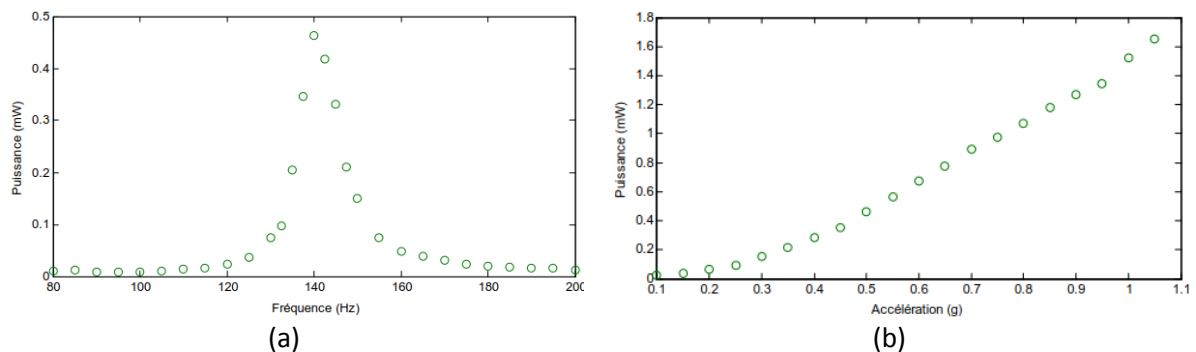 0.5
0.4
0.3
0.2
0.1
0
Puissance (mW)
80 100 120 140 160 180 200
Fréquence (Hz)
(a)
1.8
1.6
1.4
1.2
1
0.8
0.6
0.4
0.2
0
Puissance (mW)
0.1 0.2 0.3 0.4 0.5 0.6 0.7 0.8 0.9 1 1.1
Accélération (g)
(b)